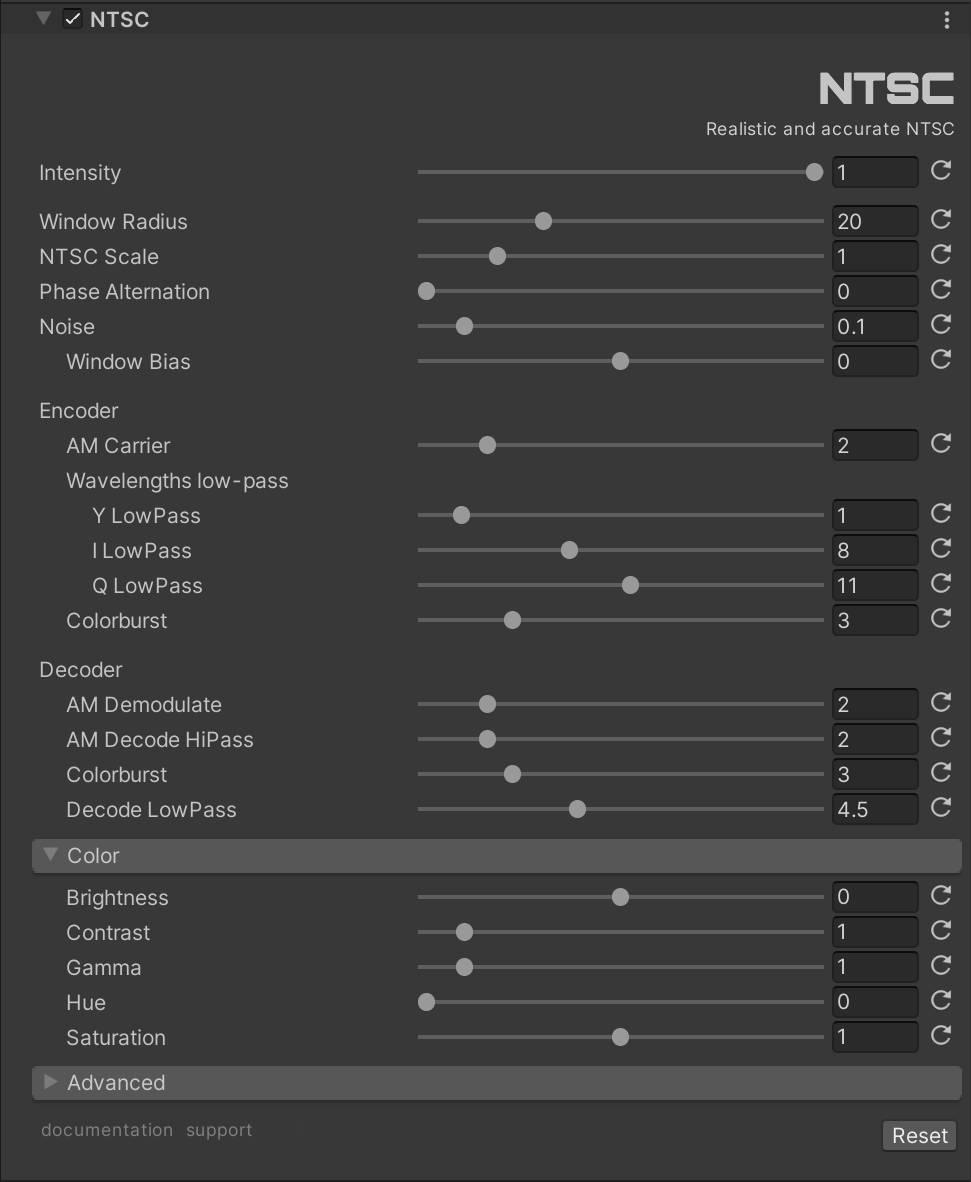 NTSC
NTSC
Realistic and accurate NTSC
Intensity 1
Window Radius 20
NTSC Scale 1
Phase Alternation 0
Noise 0.1
Window Bias 0
Encoder
AM Carrier 2
Wavelengths low-pass
Y LowPass 1
I LowPass 8
Q LowPass 11
Colorburst 3
Decoder
AM Demodulate 2
AM Decode HiPass 2
Colorburst 3
Decode LowPass 4.5
Color
Brightness 0
Contrast 1
Gamma 1
Hue 0
Saturation 1
Advanced
documentation support Reset